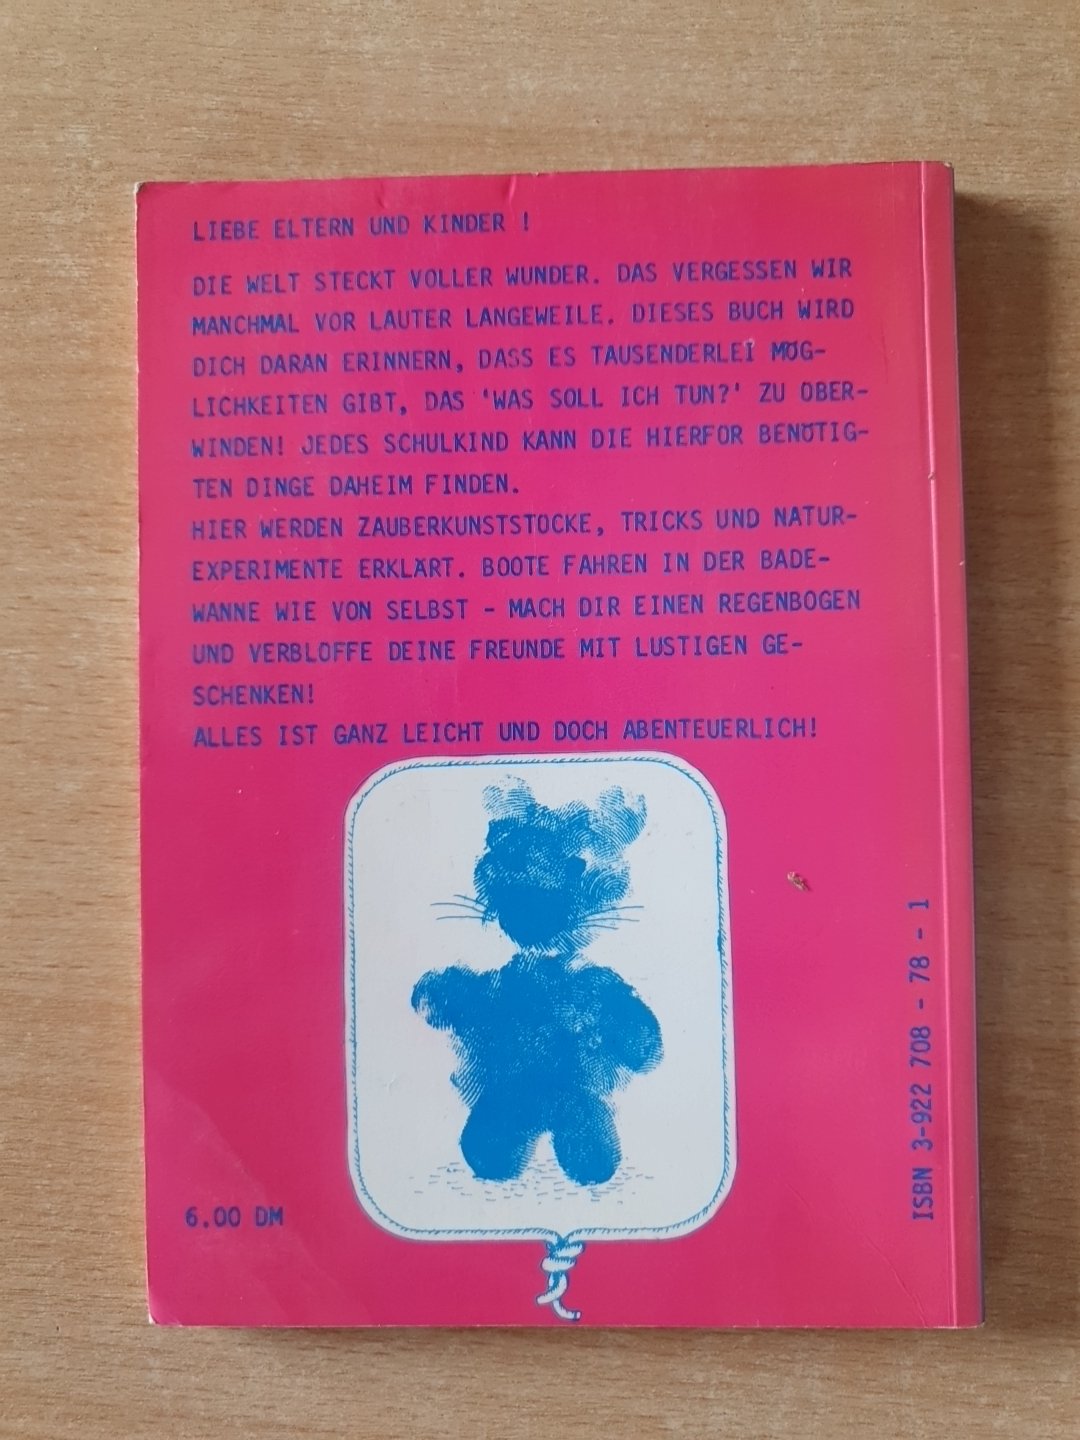 LIEBE ELTERN UND KINDER !
DIE WELT STECKT VOLLER WUNDER. DAS VERGESSEN WIR
MANCHMAL VOR LAUTER LANGEWEILE. DIESES BUCH WIRD
DICH DARAN ERINNERN, DASS ES TAUSENDERLEI MÖG-
LICHKEITEN GIBT, DAS 'WAS SOLL ICH TUN?' ZU OBER-
WINDEN! JEDES SCHULKIND KANN DIE HIERFOR BENÖTIG-
TEN DINGE DAHEIM FINDEN.
HIER WERDEN ZAUBERKUNSTSTOCKE, TRICKS UND NATUR-
EXPERIMENTE ERKLÄRT. BOOTE FAHREN IN DER BADE-
WANNE WIE VON SELBST - MACH DIR EINEN REGENBOGEN
UND VERBLOFFE DEINE FREUNDE MIT LUSTIGEN GE-
SCHENKEN!
ALLES IST GANZ LEICHT UND DOCH ABENTEUERLICH!
6.00 DM
ISBN 3-922 708 - 78 - 1